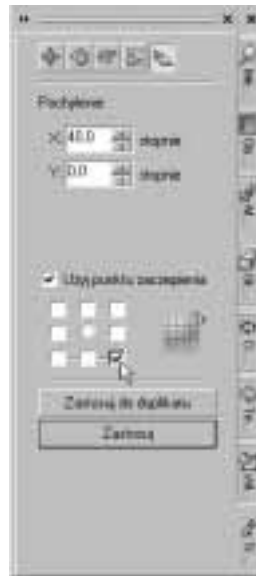 Pochylenie
X: 40,0 stopnie
Y: 0,0 stopnie
Użyj punktu zaczepienia
Zastosuj do duplikatu
Zastosuj